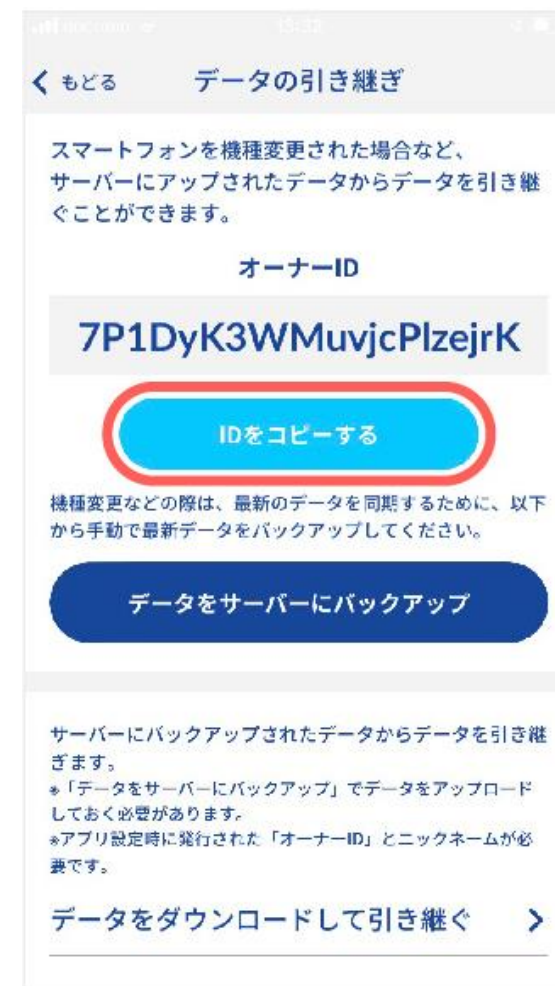 もどる データの引き継ぎ
スマートフォンを機種変更された場合など、
サーバーにアップされたデータからデータを引き継
ぐことができます。
オーナーID
7P1DyK3WMuvjcPlzejrK
IDをコピーする
機種変更などの際は、最新のデータを同期するために、以下
から手動で最新データをバックアップしてください。
データをサーバーにバックアップ
サーバーにバックアップされたデータからデータを引き継
ぎます。
※「データをサーバーにバックアップ」でデータをアップロード
しておく必要があります。
※アプリ設定時に発行された「オーナーID」とニックネームが必
要です。
データをダウンロードして引き継ぐ